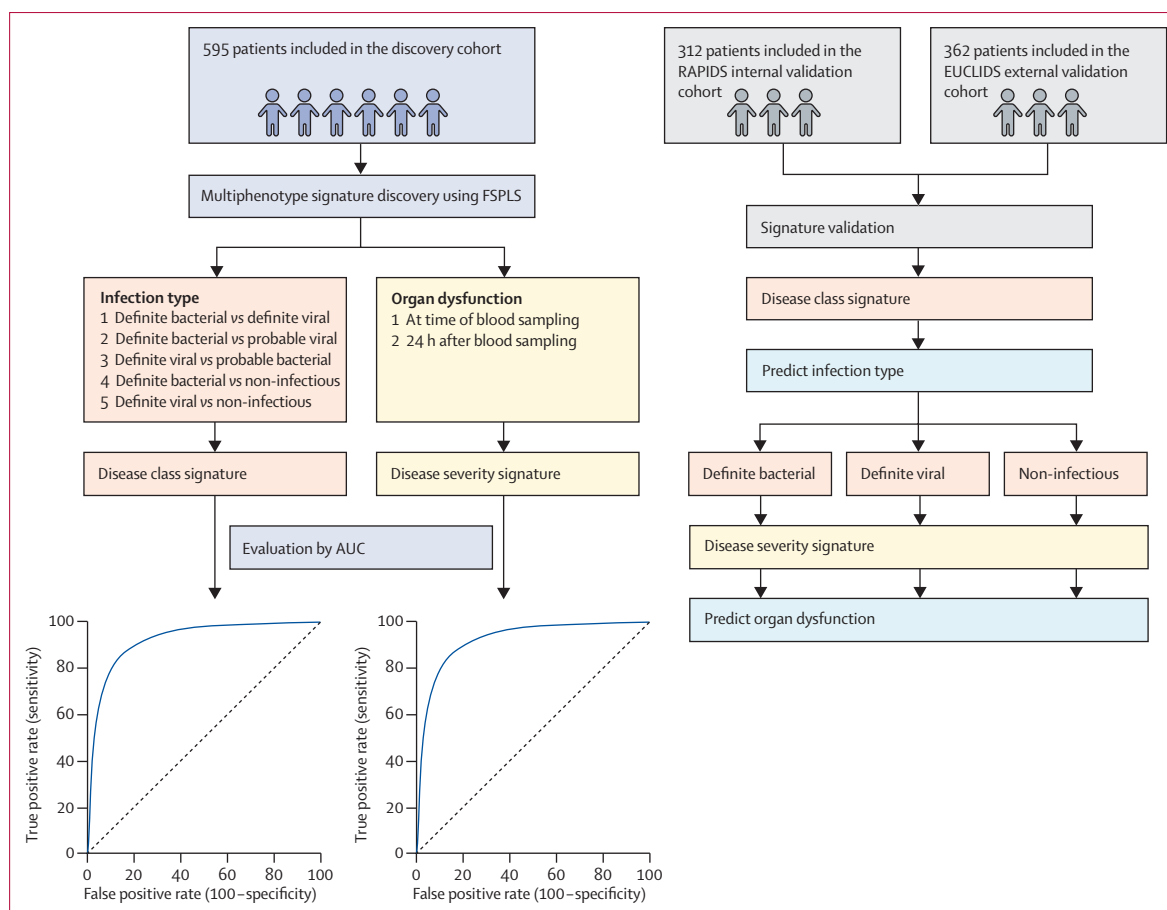 595 patients included in the discovery cohort
Multiphenotype signature discovery using FSPLS
Infection type
1 Definite bacterial vs definite viral
2 Definite bacterial vs probable viral
3 Definite viral vs probable bacterial
4 Definite bacterial vs non-infectious
5 Definite viral vs non-infectious
Organ dysfunction
1 At time of blood sampling
2 24 h after blood sampling
Disease class signature
Disease severity signature
Evaluation by AUC
True positive rate (sensitivity)
100
80
60
40
20
0
0 20 40 60 80 100
False positive rate (100–specificity)
True positive rate (sensitivity)
100
80
60
40
20
0
0 20 40 60 80 100
False positive rate (100–specificity)
312 patients included in the
RAPIDS internal validation
cohort
362 patients included in the
EUCLIDS external validation
cohort
Signature validation
Disease class signature
Predict infection type
Definite bacterial
Definite viral
Non-infectious
Disease severity signature
Predict organ dysfunction